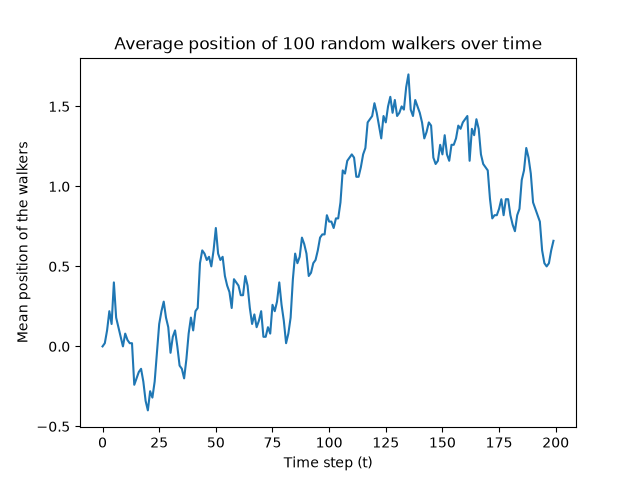 Average position of 100 random walkers over time
Mean position of the walkers
1.5
1.0
0.5
0.0
−0.5
0 25 50 75 100 125 150 175 200
Time step (t)